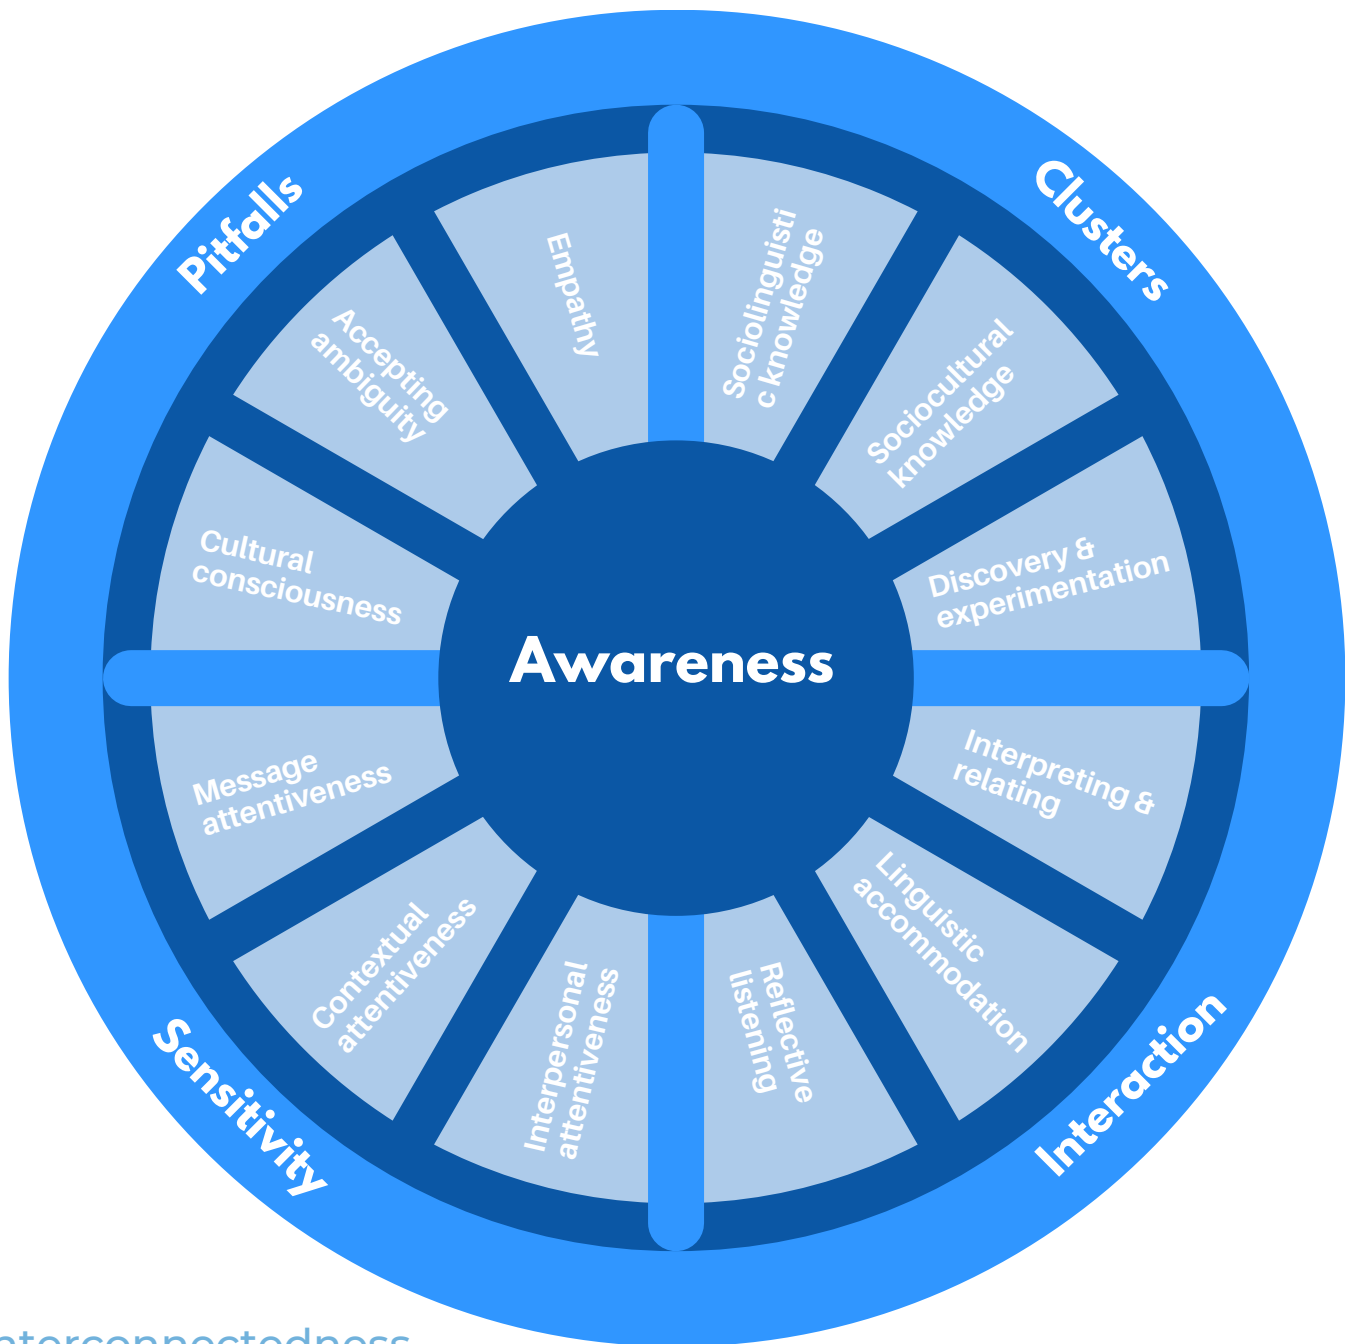 Pitfalls
Clusters
Empathy
Sociolinguisti
c knowledge
Accepting
ambiguity
Sociocultural
knowledge
Cultural
consciousness
Discovery &
experimentation
Awareness
Message
attentiveness
Interpreting &
relating
Contextual
attentiveness
Linguistic
accommodation
Interpersonal
attentiveness
Reflective
listening
Sensitivity
Interaction
nterconnectedness